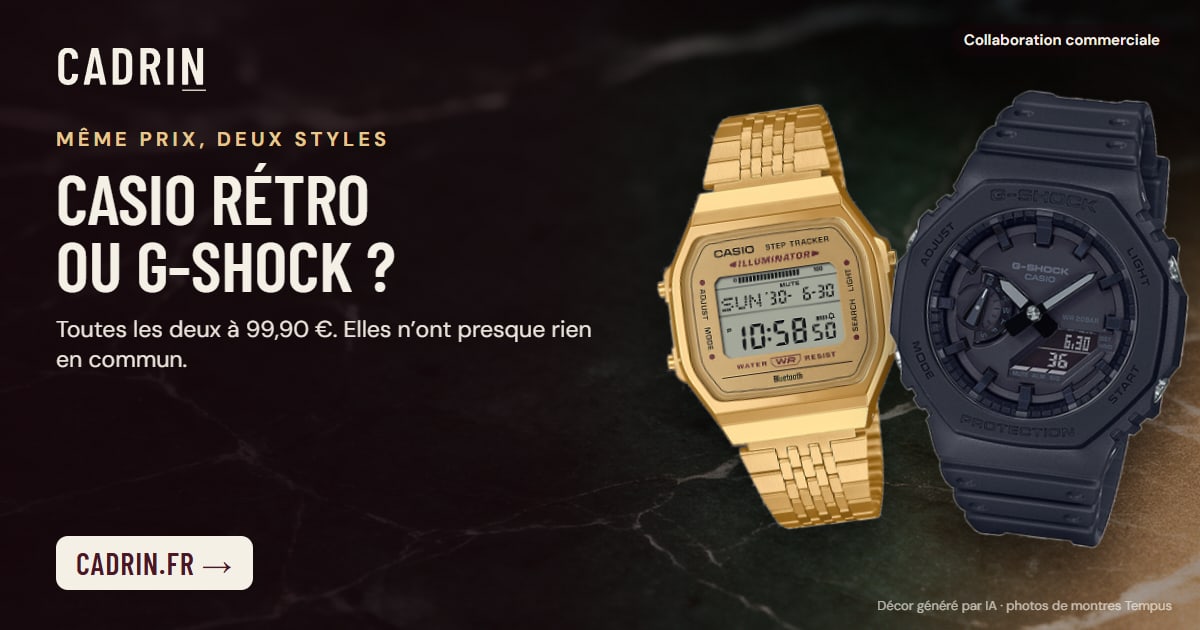 CADRIN
Collaboration commerciale
MÊME PRIX, DEUX STYLES
CASIO RÉTRO
OU G-SHOCK ?
Toutes les deux à 99,90 €. Elles n’ont presque rien
en commun.
CASIO STEP TRACKER
ILLUMINATOR
100
MUTE
SUN '30- 6-30
P 10:58 50
ADJUST
MODE
LIGHT
SEARCH
WATER WR RESIST
Bluetooth
G-SHOCK
ADJUST
LIGHT
G-SHOCK
CASIO
WR 20BAR
6.30
36
MODE
START
PROTECTION
CADRIN.FR →
Décor généré par IA · photos de montres Tempus